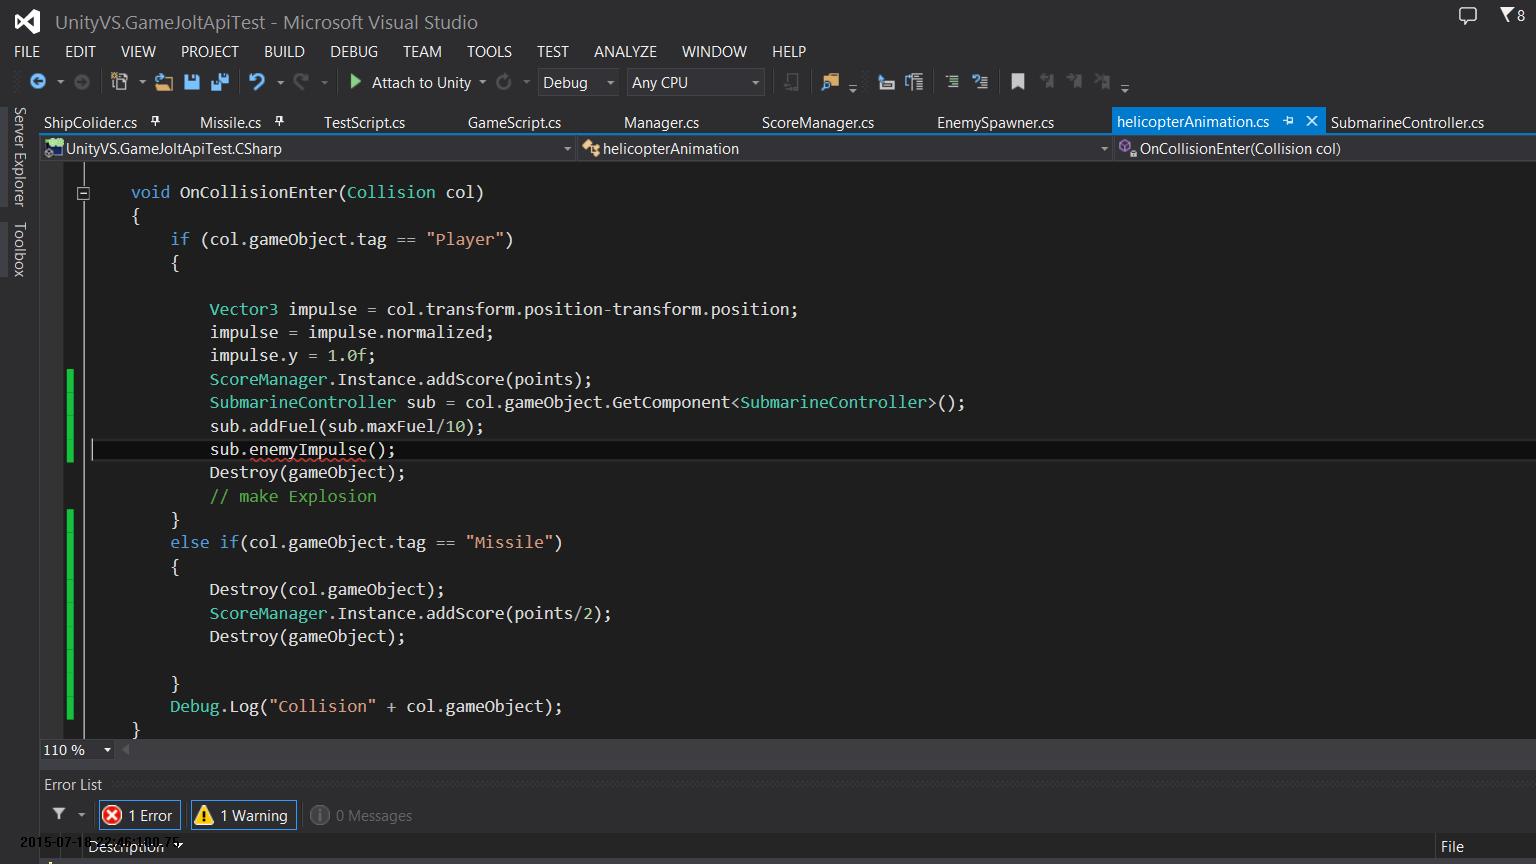 UnityVS.GameJoltApiTest - Microsoft Visual Studio
8
FILE EDIT VIEW PROJECT BUILD DEBUG TEAM TOOLS TEST ANALYZE WINDOW HELP
Attach to Unity Debug Any CPU
Server Explorer
Toolbox
ShipColider.cs Missile.cs TestScript.cs GameScript.cs Manager.cs ScoreManager.cs EnemySpawner.cs helicopterAnimation.cs SubmarineController.cs
UnityVS.GameJoltApiTest.CSharp helicopterAnimation OnCollisionEnter(Collision col)
void OnCollisionEnter(Collision col)
{
if (col.gameObject.tag == "Player")
{
Vector3 impulse = col.transform.position-transform.position;
impulse = impulse.normalized;
impulse.y = 1.0f;
ScoreManager.Instance.addScore(points);
SubmarineController sub = col.gameObject.GetComponent<SubmarineController>();
sub.addFuel(sub.maxFuel/10);
sub.enemyImpulse();
Destroy(gameObject);
// make Explosion
}
else if(col.gameObject.tag == "Missile")
{
Destroy(col.gameObject);
ScoreManager.Instance.addScore(points/2);
Destroy(gameObject);
}
Debug.Log("Collision" + col.gameObject);
}
110 %
Error List
1 Error 1 Warning 0 Messages
Description File